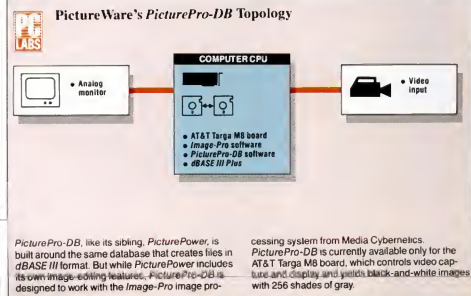 PictureWare's PicturePro-DB Topology
PC
LABS
COMPUTER CPU
• Analog
monitor
• AT&T Targa M8 board
• Image-Pro software
• PicturePro-DB software
• dBASE III Plus
• Video
input
PicturePro-DB, like its sibling, PicturePower, is
built around the same database that creates files in
dBASE III format. But while PicturePower includes
its own image-editing features, PicturePro-DB is
designed to work with the Image-Pro image pro-
cessing system from Media Cybernetics.
PicturePro-DB is currently available only for the
AT&T Targa M8 board, which controls video cap-
ture and display and yields black-and-white images
with 256 shades of gray.